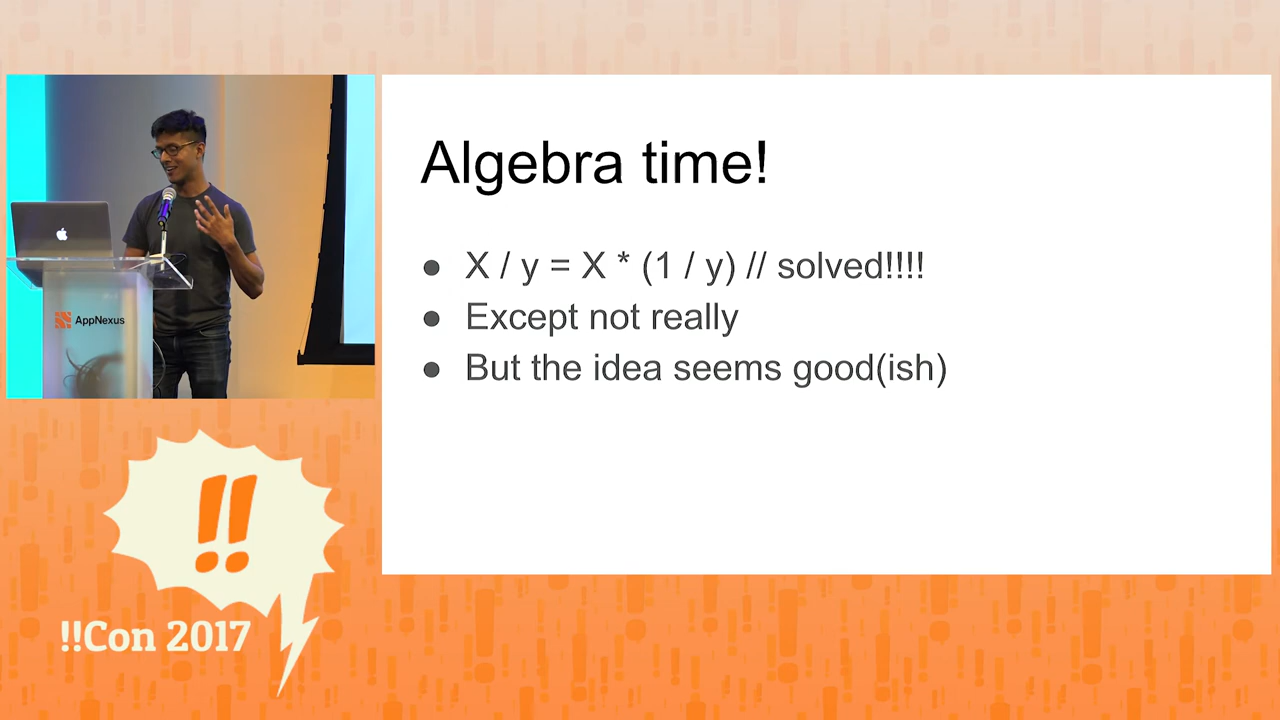 Algebra time!
● X / y = X * (1 / y) // solved!!!!
● Except not really
● But the idea seems good(ish)
AppNexus
!!
!!Con 2017